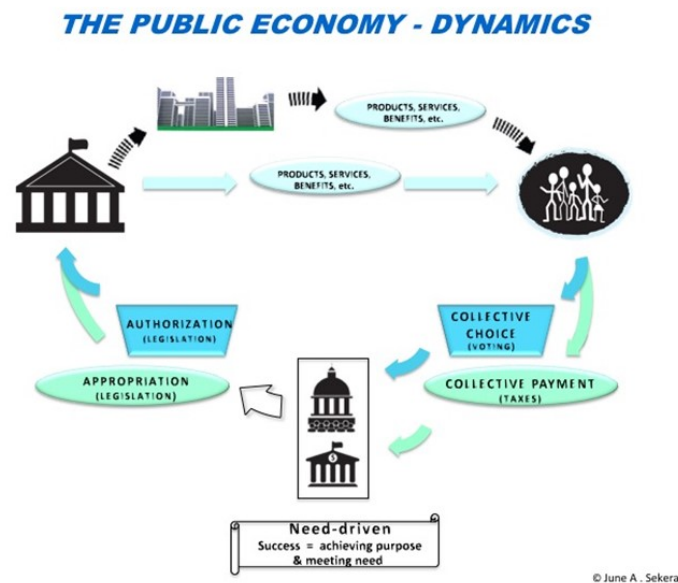 THE PUBLIC ECONOMY - DYNAMICS
PRODUCTS, SERVICES,
BENEFITS, etc.
PRODUCTS, SERVICES,
BENEFITS, etc.
AUTHORIZATION
(LEGISLATION)
COLLECTIVE
CHOICE
(VOTING)
APPROPRIATION
(LEGISLATION)
COLLECTIVE PAYMENT
(TAXES)
$
Need-driven
Success = achieving purpose
& meeting need
© June A . Sekera